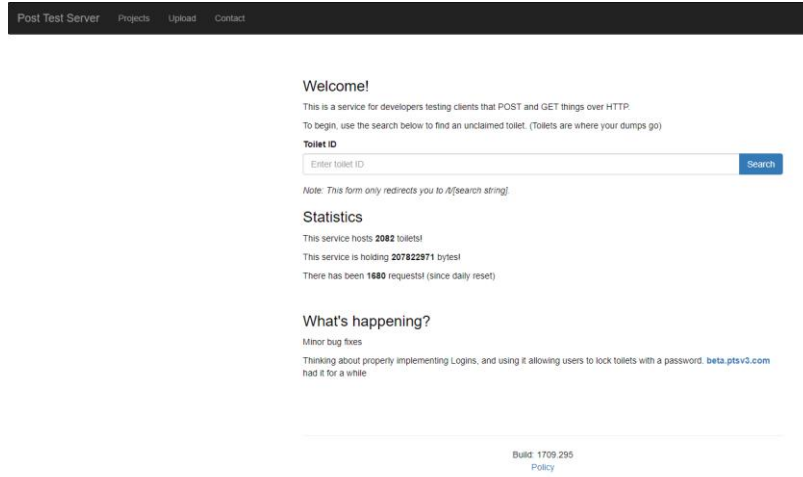 Post Test Server Projects Upload Contact
Welcome!
This is a service for developers testing clients that POST and GET things over HTTP.
To begin, use the search below to find an unclaimed toilet. (Toilets are where your dumps go)
Toilet ID
Enter toilet ID Search
Note: This form only redirects you to /t/[search string].
Statistics
This service hosts 2082 toilets!
This service is holding 207822971 bytes!
There has been 1680 requests! (since daily reset)
What's happening?
Minor bug fixes
Thinking about properly implementing Logins, and using it allowing users to lock toilets with a password. beta.ptsv3.com
had it for a while
Build: 1709.295
Policy